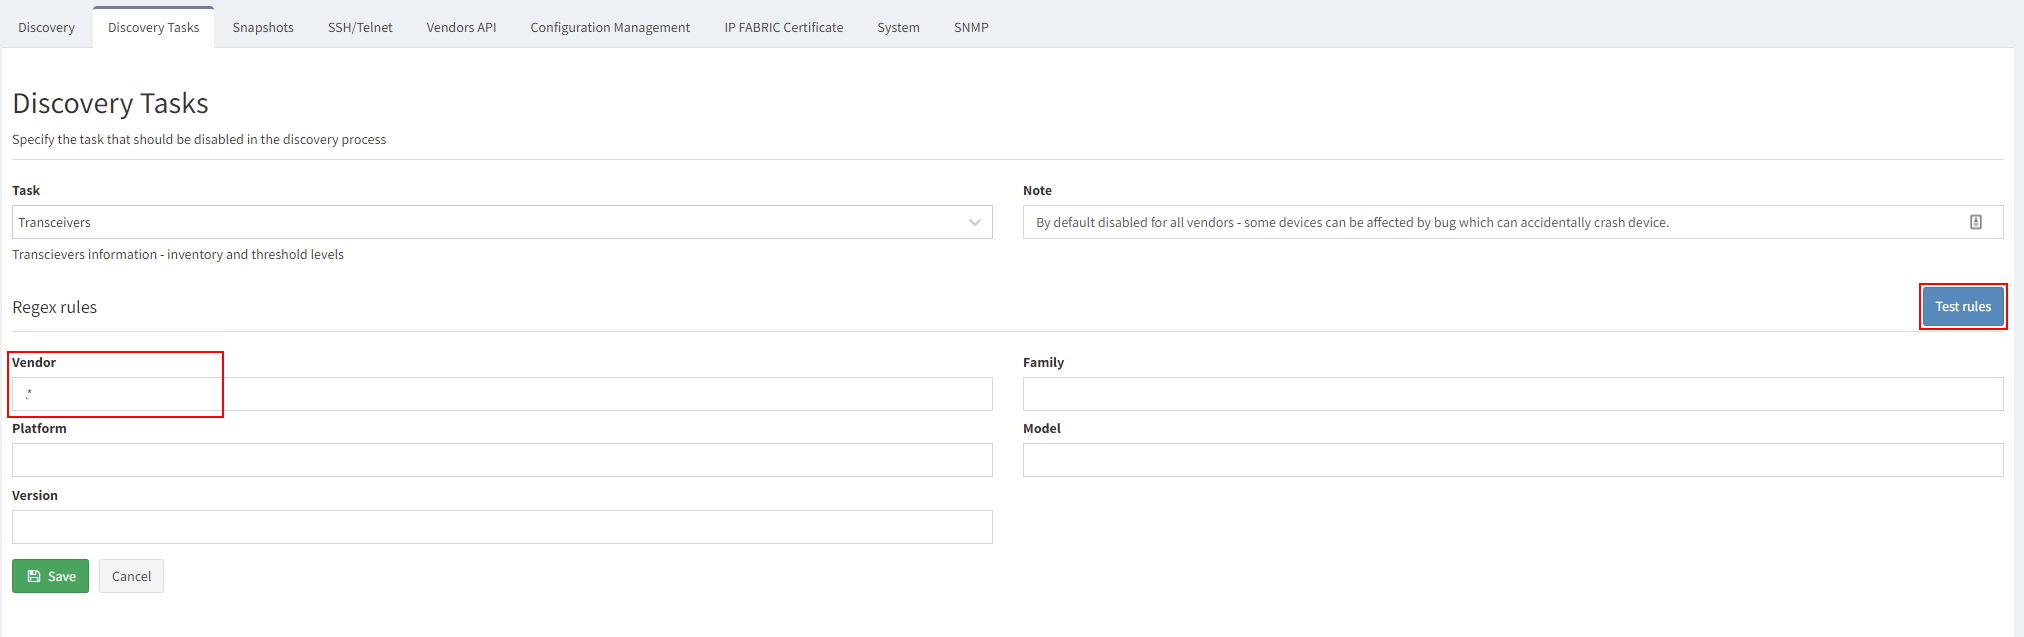 Discovery Discovery Tasks Snapshots SSH/Telnet Vendors API Configuration Management IP FABRIC Certificate System SNMP
Discovery Tasks
Specify the task that should be disabled in the discovery process
Task Note
Transceivers By default disabled for all vendors - some devices can be affected by bug which can accidentally crash device.
Transcievers information - inventory and threshold levels
Regex rules Test rules
Vendor Family
.*
Platform Model
Version
Save Cancel